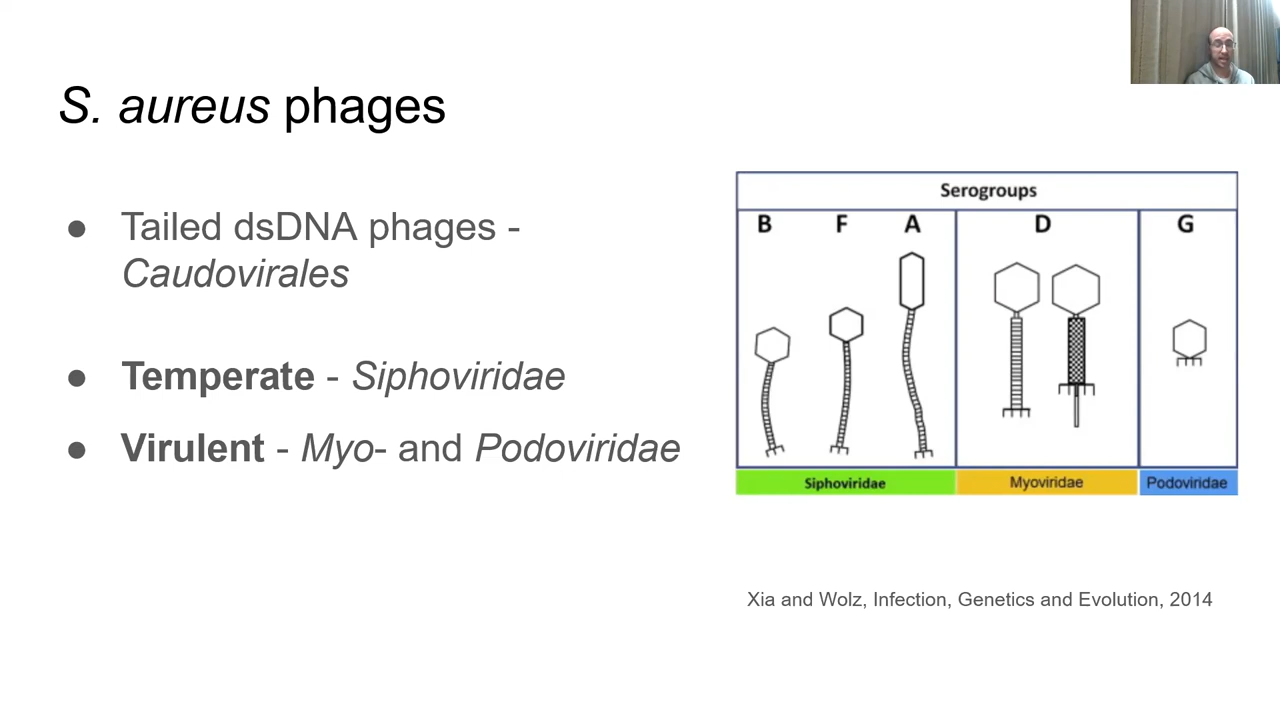 S. aureus phages
● Tailed dsDNA phages -
Caudovirales
● Temperate - Siphoviridae
● Virulent - Myo- and Podoviridae
Serogroups
B F A D G
Siphoviridae Myoviridae Podoviridae
Xia and Wolz, Infection, Genetics and Evolution, 2014